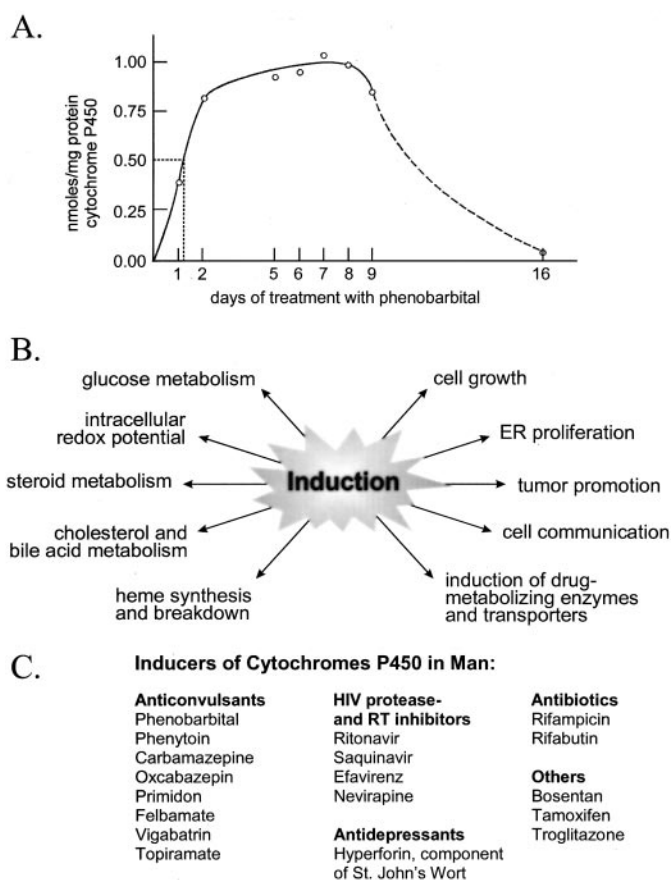 A.
nmoles/mg protein
cytochrome P450
1.00
0.75
0.50
0.25
0.00
1 2 5 6 7 8 9 16
days of treatment with phenobarbital
B.
glucose metabolism
intracellular
redox potential
steroid metabolism
cholesterol and
bile acid metabolism
heme synthesis
and breakdown
Induction
cell growth
ER proliferation
tumor promotion
cell communication
induction of drug-
metabolizing enzymes
and transporters
C.
Inducers of Cytochromes P450 in Man:
Anticonvulsants
Phenobarbital
Phenytoin
Carbamazepine
Oxcabazepin
Primidon
Felbamate
Vigabatrin
Topiramate
HIV protease-
and RT inhibitors
Ritonavir
Saquinavir
Efavirenz
Nevirapine
Antidepressants
Hyperforin, component
of St. John's Wort
Antibiotics
Rifampicin
Rifabutin
Others
Bosentan
Tamoxifen
Troglitazone